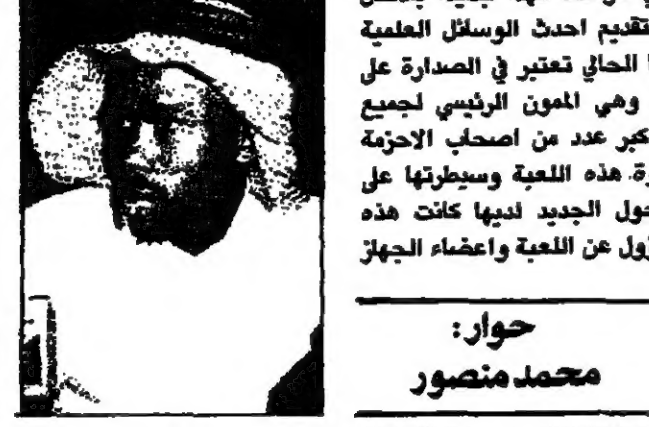 تقديم احدث الوسائل العلمية
الحالي تعتبر في الصدارة على
وهي الممون الرئيسي لجميع
كبر عدد من اصحاب الاحزمة
هذه اللعبة وسيطرتها على
حول الجديد لديها كانت هذه
ؤول عن اللعبة واعضاء الجهاز
حوار:
محمد منصور